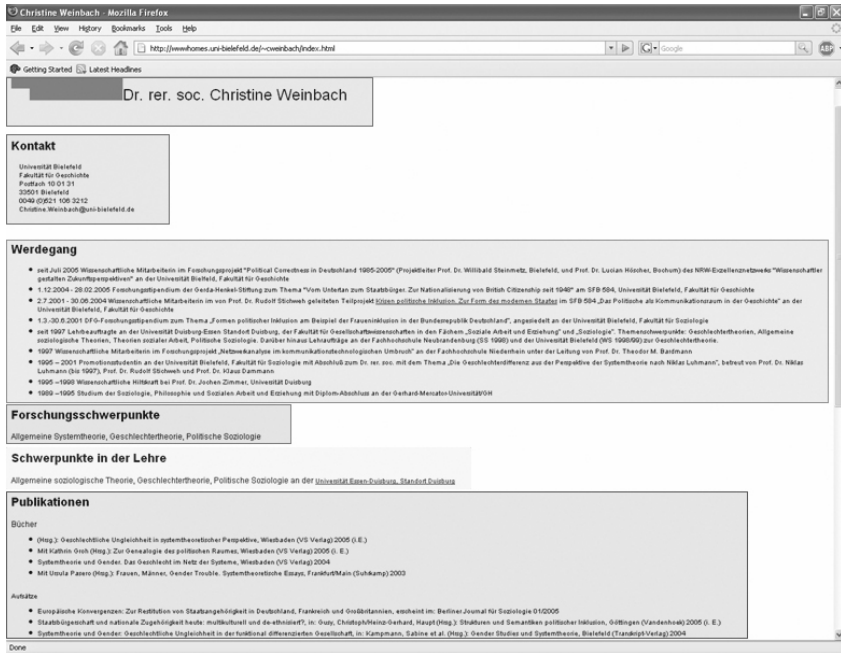 Christine Weinbach - Mozilla Firefox
File Edit View History Bookmarks Tools Help
http://wwwhomes.uni-bielefeld.de/~cweinbach/index.html
G Google
ABP
Getting Started Latest Headlines
Dr. rer. soc. Christine Weinbach
Kontakt
Universität Bielefeld
Fakultät für Geschichte
Postfach 10 01 31
33501 Bielefeld
0049 (0)521 106 3212
Christine.Weinbach@uni-bielefeld.de
Werdegang
seit Juli 2005 Wissenschaftliche Mitarbeiterin im Forschungsprojekt "Political Correctness in Deutschland 1985-2005" (Projektleiter Prof. Dr. Willibald Steinmetz, Bielefeld, und Prof. Dr. Lucian Höscher, Bochum) des NRW-Exzellenznetzwerks "Wissenschaftler
gestalten Zukunftsperspektiven" an der Universität Bielfeld, Fakultät für Geschichte
1.12.2004 - 28.02.2005 Forschungsstipendium der Gerda-Henkel-Stiftung zum Thema "Vom Untertan zum Staatsbürger. Zur Nationalisierung von British Citizenship seit 1948" am SFB 584, Universität Bielefeld, Fakultät für Geschichte
2.7.2001 - 30.06.2004 Wissenschaftliche Mitarbeiterin im von Prof. Dr. Rudolf Stichweh geleiteten Teilprojekt Krisen politische Inklusion. Zur Form des modernen Staates im SFB 584 „Das Politische als Kommunikationsraum in der Geschichte" an der
Universität Bielefeld, Fakultät für Geschichte
1.3.-30.6.2001 DFG-Forschungsstipendium zum Thema „Formen politischer Inklusion am Beispiel der Fraueninklusion in der Bundesrepublik Deutschland", angesiedelt an der Universität Bielefeld, Fakultät für Soziologie
seit 1997 Lehrbeauftragte an der Universität Duisburg-Essen Standort Duisburg, der Fakultät für Gesellschaftswissenschaften in den Fächern „Soziale Arbeit und Erziehung" und „Soziologie". Themenschwerpunkte: Geschlechtertheorien, Allgemeine
soziologische Theorien, Theorien sozialer Arbeit, Politische Soziologie. Darüber hinaus Lehraufträge an der Fachhochschule Neubrandenburg (SS 1998) und der Universität Bielefeld (WS 1998/99) zur Geschlechtertheorie.
1997 Wissenschaftliche Mitarbeiterin im Forschungsprojekt „Netzwerkanalyse im kommunikationstechnologischen Umbruch" an der Fachhochschule Niederrhein unter der Leitung von Prof. Dr. Theodor M. Bardmann
1995 – 2001 Promotionsstudentin an der Universität Bielefeld, Fakultät für Soziologie mit Abschluß zum Dr. rer. soc. mit dem Thema „Die Geschlechterdifferenz aus der Perspektive der Systemtheorie nach Niklas Luhmann", betreut von Prof. Dr. Niklas
Luhmann (bis 1997), Prof. Dr. Rudolf Stichweh und Prof. Dr. Klaus Dammann
1995 –1998 Wissenschaftliche Hilfskraft bei Prof. Dr. Jochen Zimmer, Universität Duisburg
1989 –1995 Studium der Soziologie, Philosophie und Sozialen Arbeit und Erziehung mit Diplom-Abschluss an der Gerhard-Mercator-Universität/GH
Forschungsschwerpunkte
Allgemeine Systemtheorie, Geschlechtertheorie, Politische Soziologie
Schwerpunkte in der Lehre
Allgemeine soziologische Theorie, Geschlechtertheorie, Politische Soziologie an der Universität Essen-Duisburg, Standort Duisburg
Publikationen
Bücher
(Hrsg.): Geschlechtliche Ungleichheit in systemtheoretischer Perspektive, Wiesbaden (VS Verlag) 2005 (i.E.)
Mit Kathrin Groh (Hrsg.): Zur Genealogie des politischen Raumes, Wiesbaden (VS Verlag) 2005 (i. E.)
Systemtheorie und Gender. Das Geschlecht im Netz der Systeme, Wiesbaden (VS Verlag) 2004
Mit Ursula Pasero (Hrsg.): Frauen, Männer, Gender Trouble. Systemtheoretische Essays, Frankfurt/Main (Suhrkamp) 2003
Aufsätze
Europäische Konvergenzen: Zur Restitution von Staatsangehörigkeit in Deutschland, Frankreich und Großbritannien, erscheint im: Berliner Journal für Soziologie 01/2005
Staatbürgerschaft und nationale Zugehörigkeit heute: multikulturell und de-ethnisiert?, in: Gusy, Christoph/Heinz-Gerhard, Haupt (Hrsg.): Strukturen und Semantiken politischer Inklusion, Göttingen (Vandenhoek) 2005 (i. E.)
Systemtheorie und Gender: Geschlechtliche Ungleichheit in der funktional differenzierten Gesellschaft, in: Kampmann, Sabine et al. (Hrsg.): Gender Studies und Systemtheorie, Bielefeld (Transkript-Verlag) 2004
Done